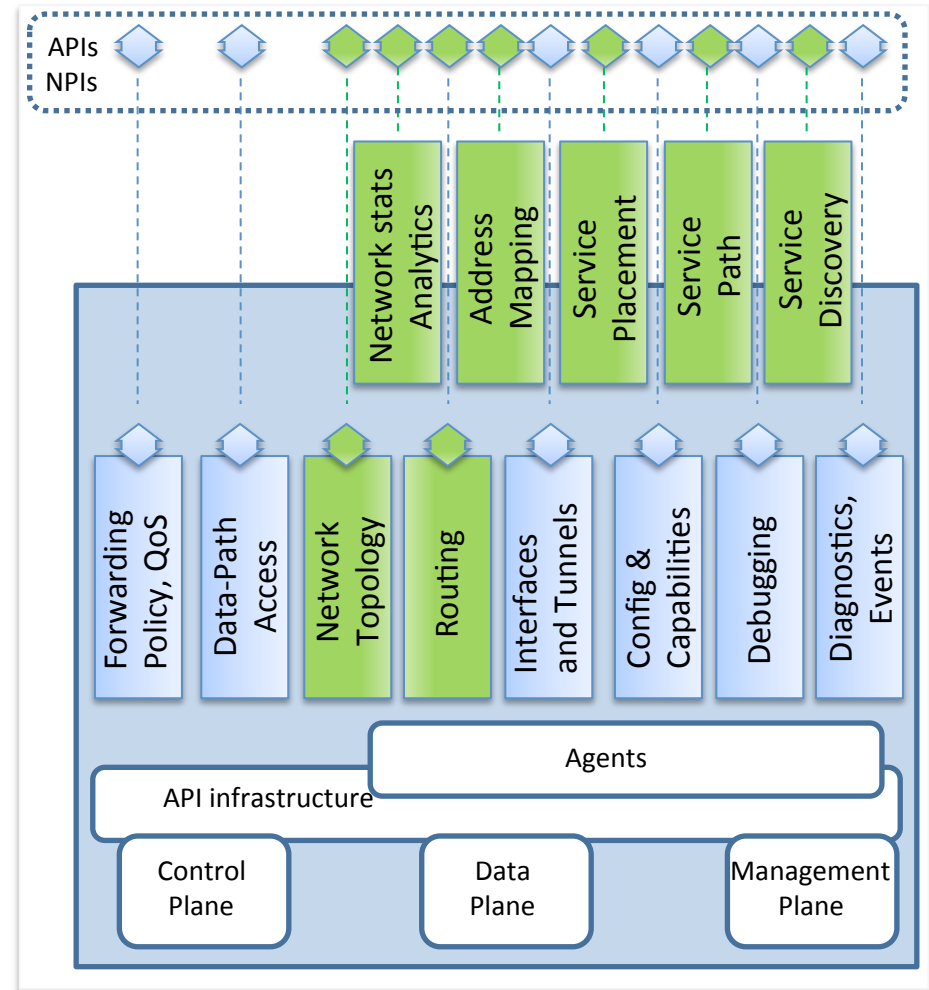 APIs
NPIs
Network stats
Analytics
Address
Mapping
Service
Placement
Service
Path
Service
Discovery
Forwarding
Policy, QoS
Data-Path
Access
Network
Topology
Routing
Interfaces
and Tunnels
Config &
Capabilities
Debugging
Diagnostics,
Events
Agents
API infrastructure
Control
Plane
Data
Plane
Management
Plane